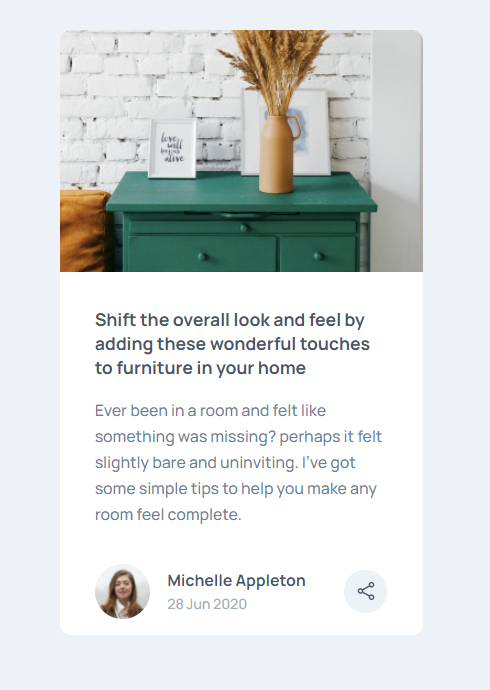 love
will
keep us
alive
Shift the overall look and feel by
adding these wonderful touches
to furniture in your home
Ever been in a room and felt like
something was missing? perhaps it felt
slightly bare and uninviting. I've got
some simple tips to help you make any
room feel complete.
Michelle Appleton
28 Jun 2020